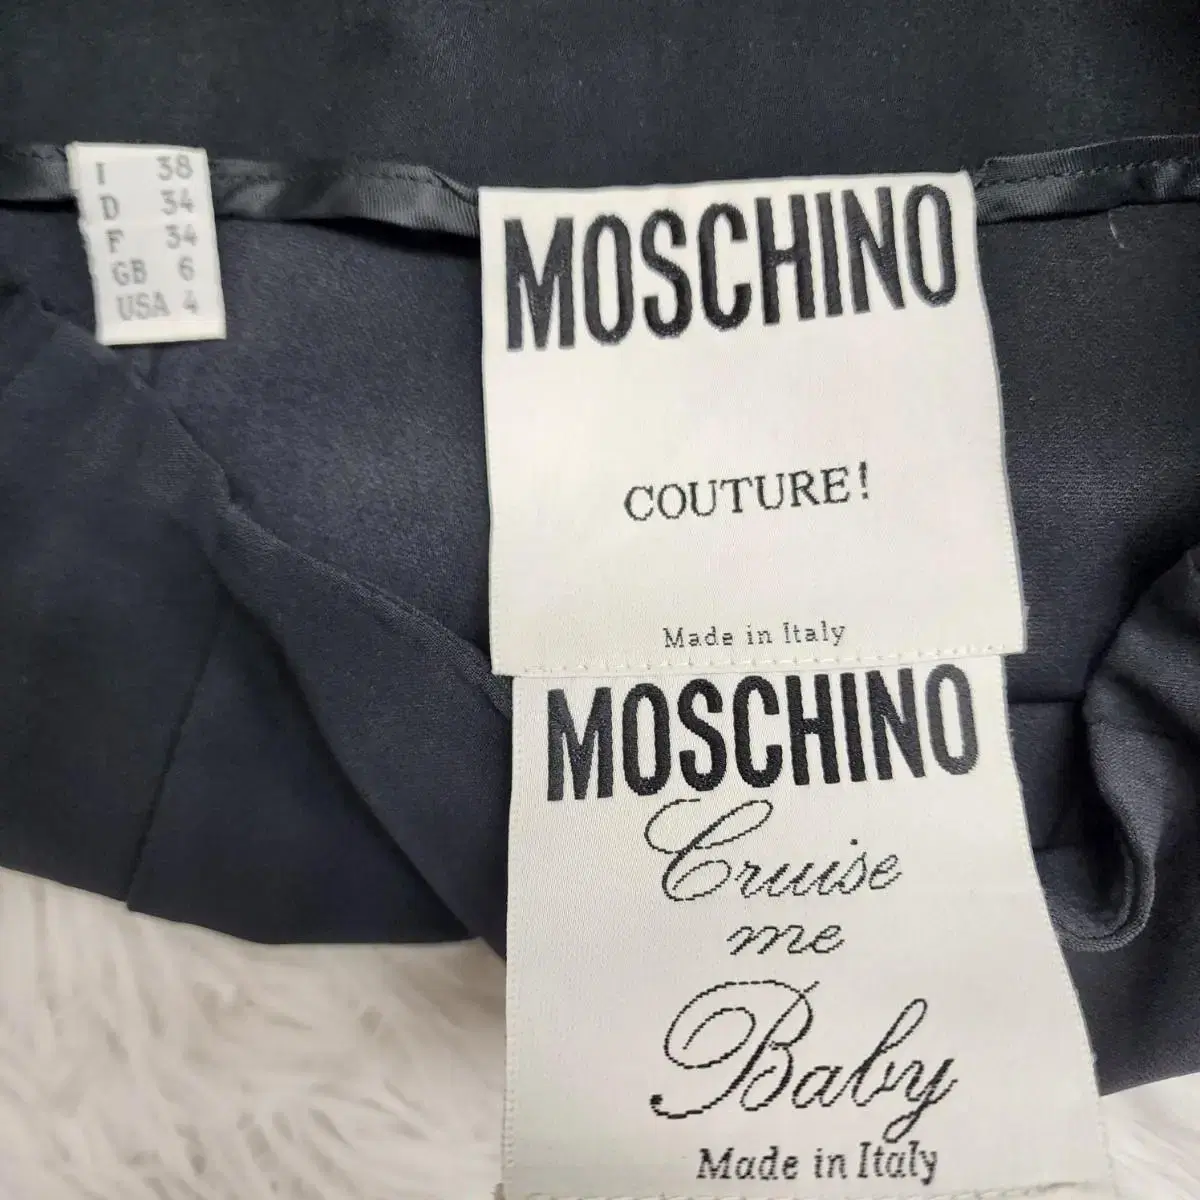 I 38
D 34
F 34
GB 6
USA 4
MOSCHINO
COUTURE!
Made in Italy
MOSCHINO
Cruise
me
Baby
Made in Italy